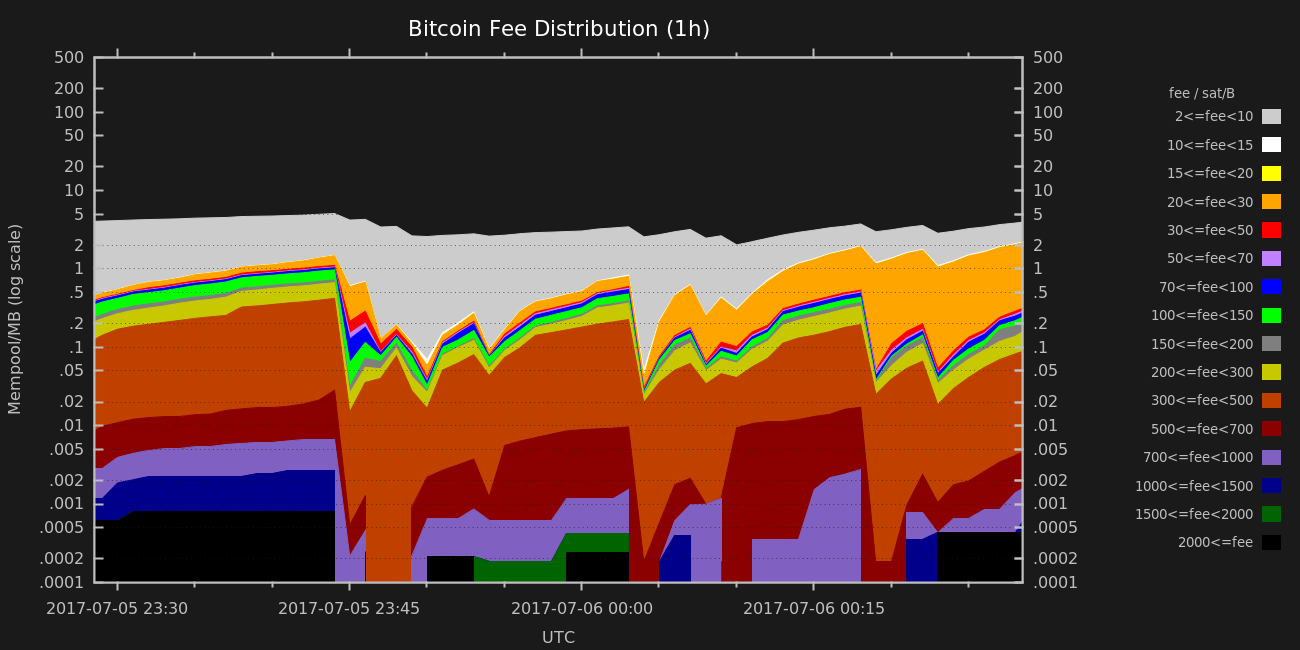 Bitcoin Fee Distribution (1h)
500 500
200 200
100 100
50 50
20 20
10 10
5 5
2 2
1 1
.5 .5
.2 .2
.1 .1
.05 .05
.02 .02
.01 .01
.005 .005
.002 .002
.001 .001
.0005 .0005
.0002 .0002
.0001 .0001
Mempool/MB (log scale)
2017-07-05 23:30 2017-07-05 23:45 2017-07-06 00:00 2017-07-06 00:15
UTC
fee / sat/B
2<=fee<10
10<=fee<15
15<=fee<20
20<=fee<30
30<=fee<50
50<=fee<70
70<=fee<100
100<=fee<150
150<=fee<200
200<=fee<300
300<=fee<500
500<=fee<700
700<=fee<1000
1000<=fee<1500
1500<=fee<2000
2000<=fee